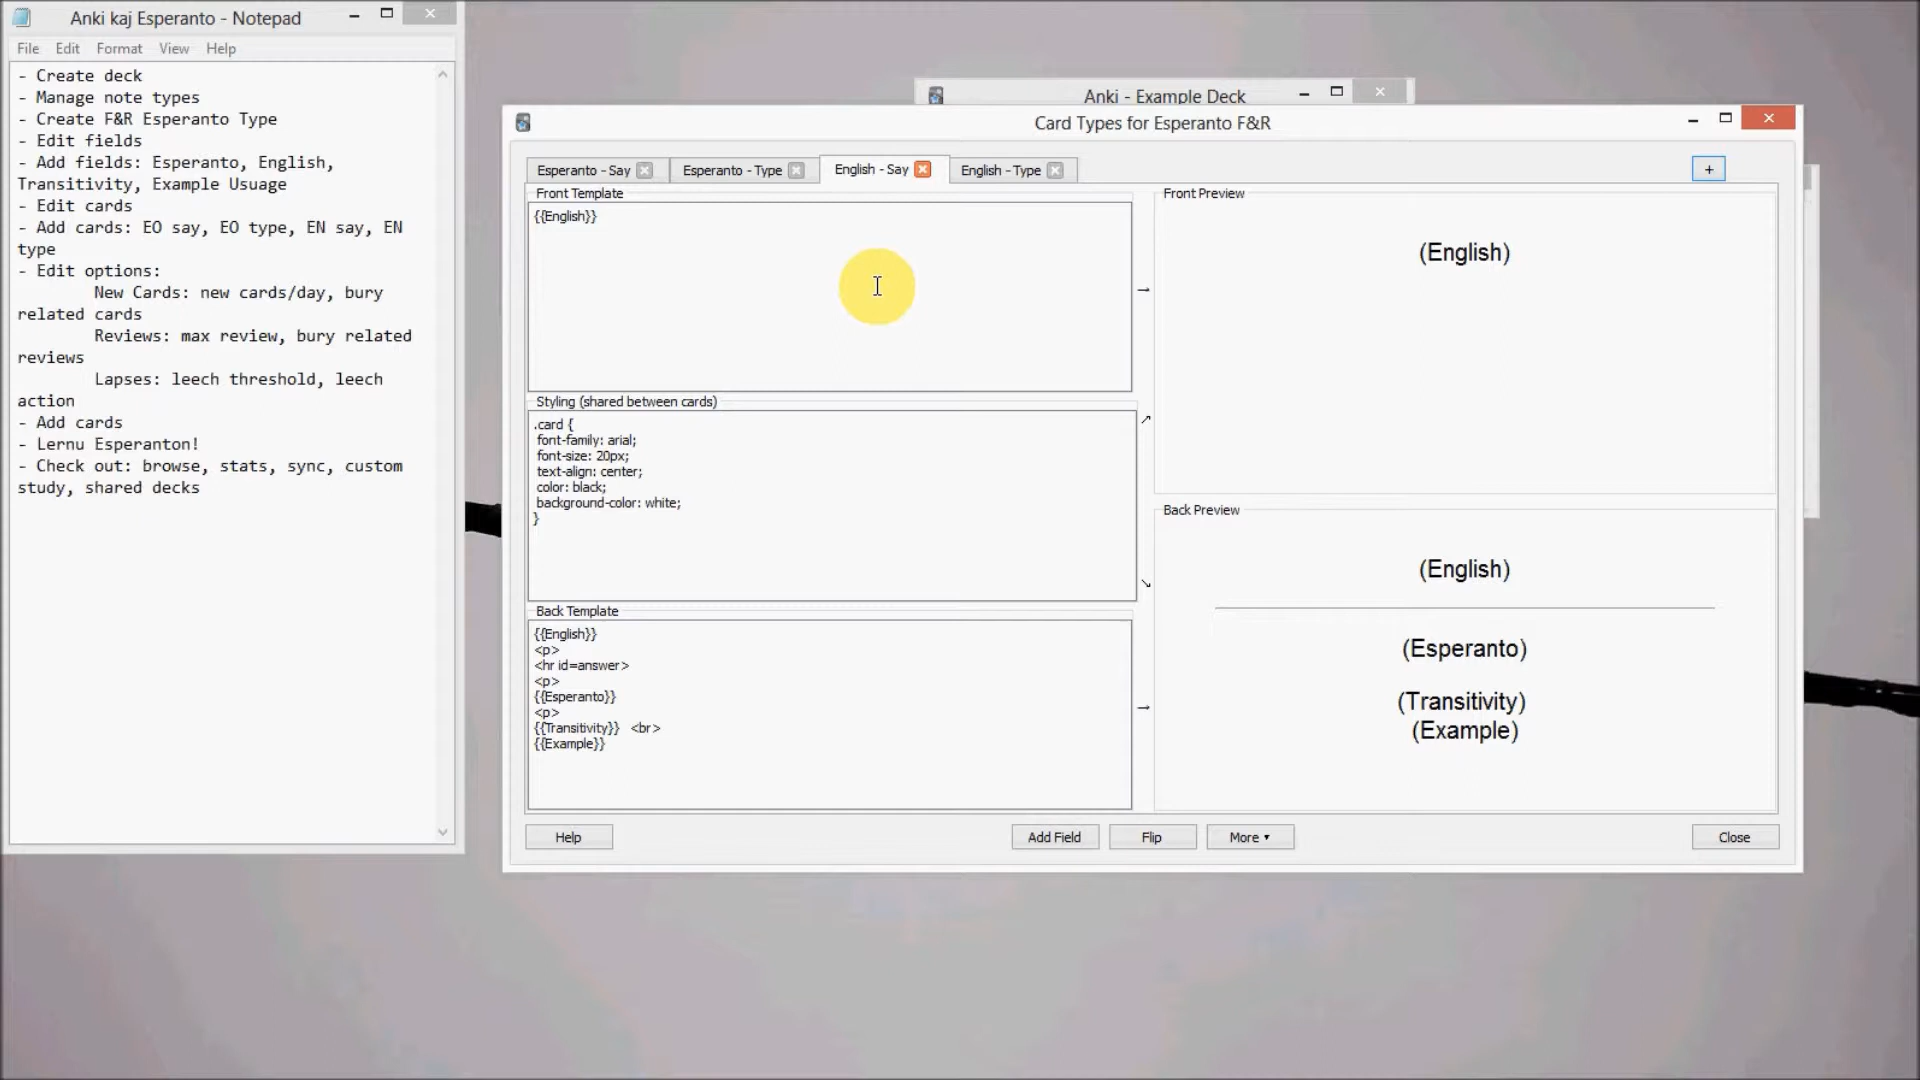 Anki kaj Esperanto - Notepad
File Edit Format View Help
- Create deck
- Manage note types
- Create F&R Esperanto Type
- Edit fields
- Add fields: Esperanto, English,
Transitivity, Example Usuage
- Edit cards
- Add cards: EO say, EO type, EN say, EN
type
- Edit options:
New Cards: new cards/day, bury
related cards
Reviews: max review, bury related
reviews
Lapses: leech threshold, leech
action
- Add cards
- Lernu Esperanton!
- Check out: browse, stats, sync, custom
study, shared decks
Anki - Example Deck
Card Types for Esperanto F&R
Esperanto - Say Esperanto - Type English - Say English - Type +
Front Template
{{English}}
Styling (shared between cards)
.card {
font-family: arial;
font-size: 20px;
text-align: center;
color: black;
background-color: white;
}
Back Template
{{English}}
<p>
<hr id=answer>
<p>
{{Esperanto}}
<p>
{{Transitivity}} <br>
{{Example}}
Front Preview
(English)
Back Preview
(English)
(Esperanto)
(Transitivity)
(Example)
Help Add Field Flip More Close